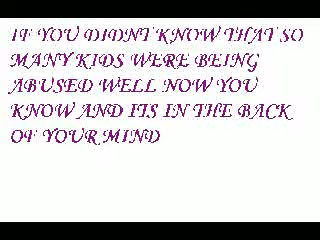 IF YOU DIDNT KNOW THAT SO
MANY KIDS WERE BEING
ABUSED WELL NOW YOU
KNOW AND ITS IN THE BACK
OF YOUR MIND